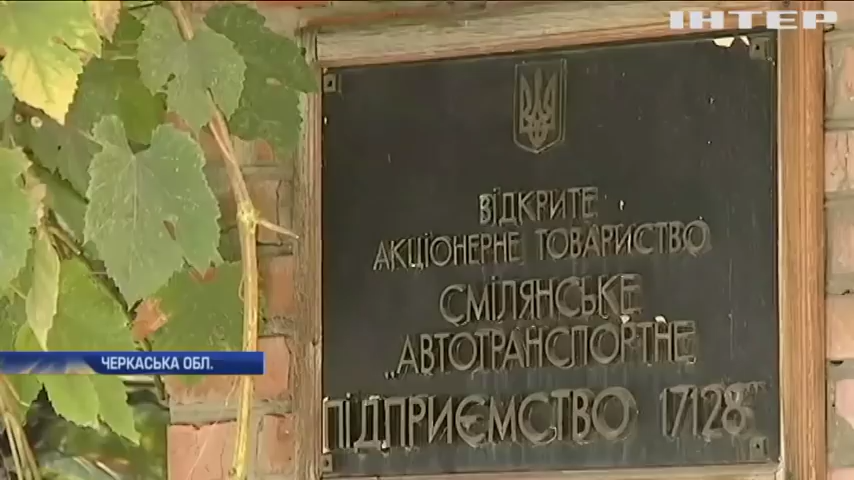 ІНТЕР
ВІДКРИТЕ
АКЦІОНЕРНЕ ТОВАРИСТВО
СМІЛЯНСЬКЕ
„АВТОТРАНСПОРТНЕ
ПІДПРИЄМСТВО 17128"
ЧЕРКАСЬКА ОБЛ.